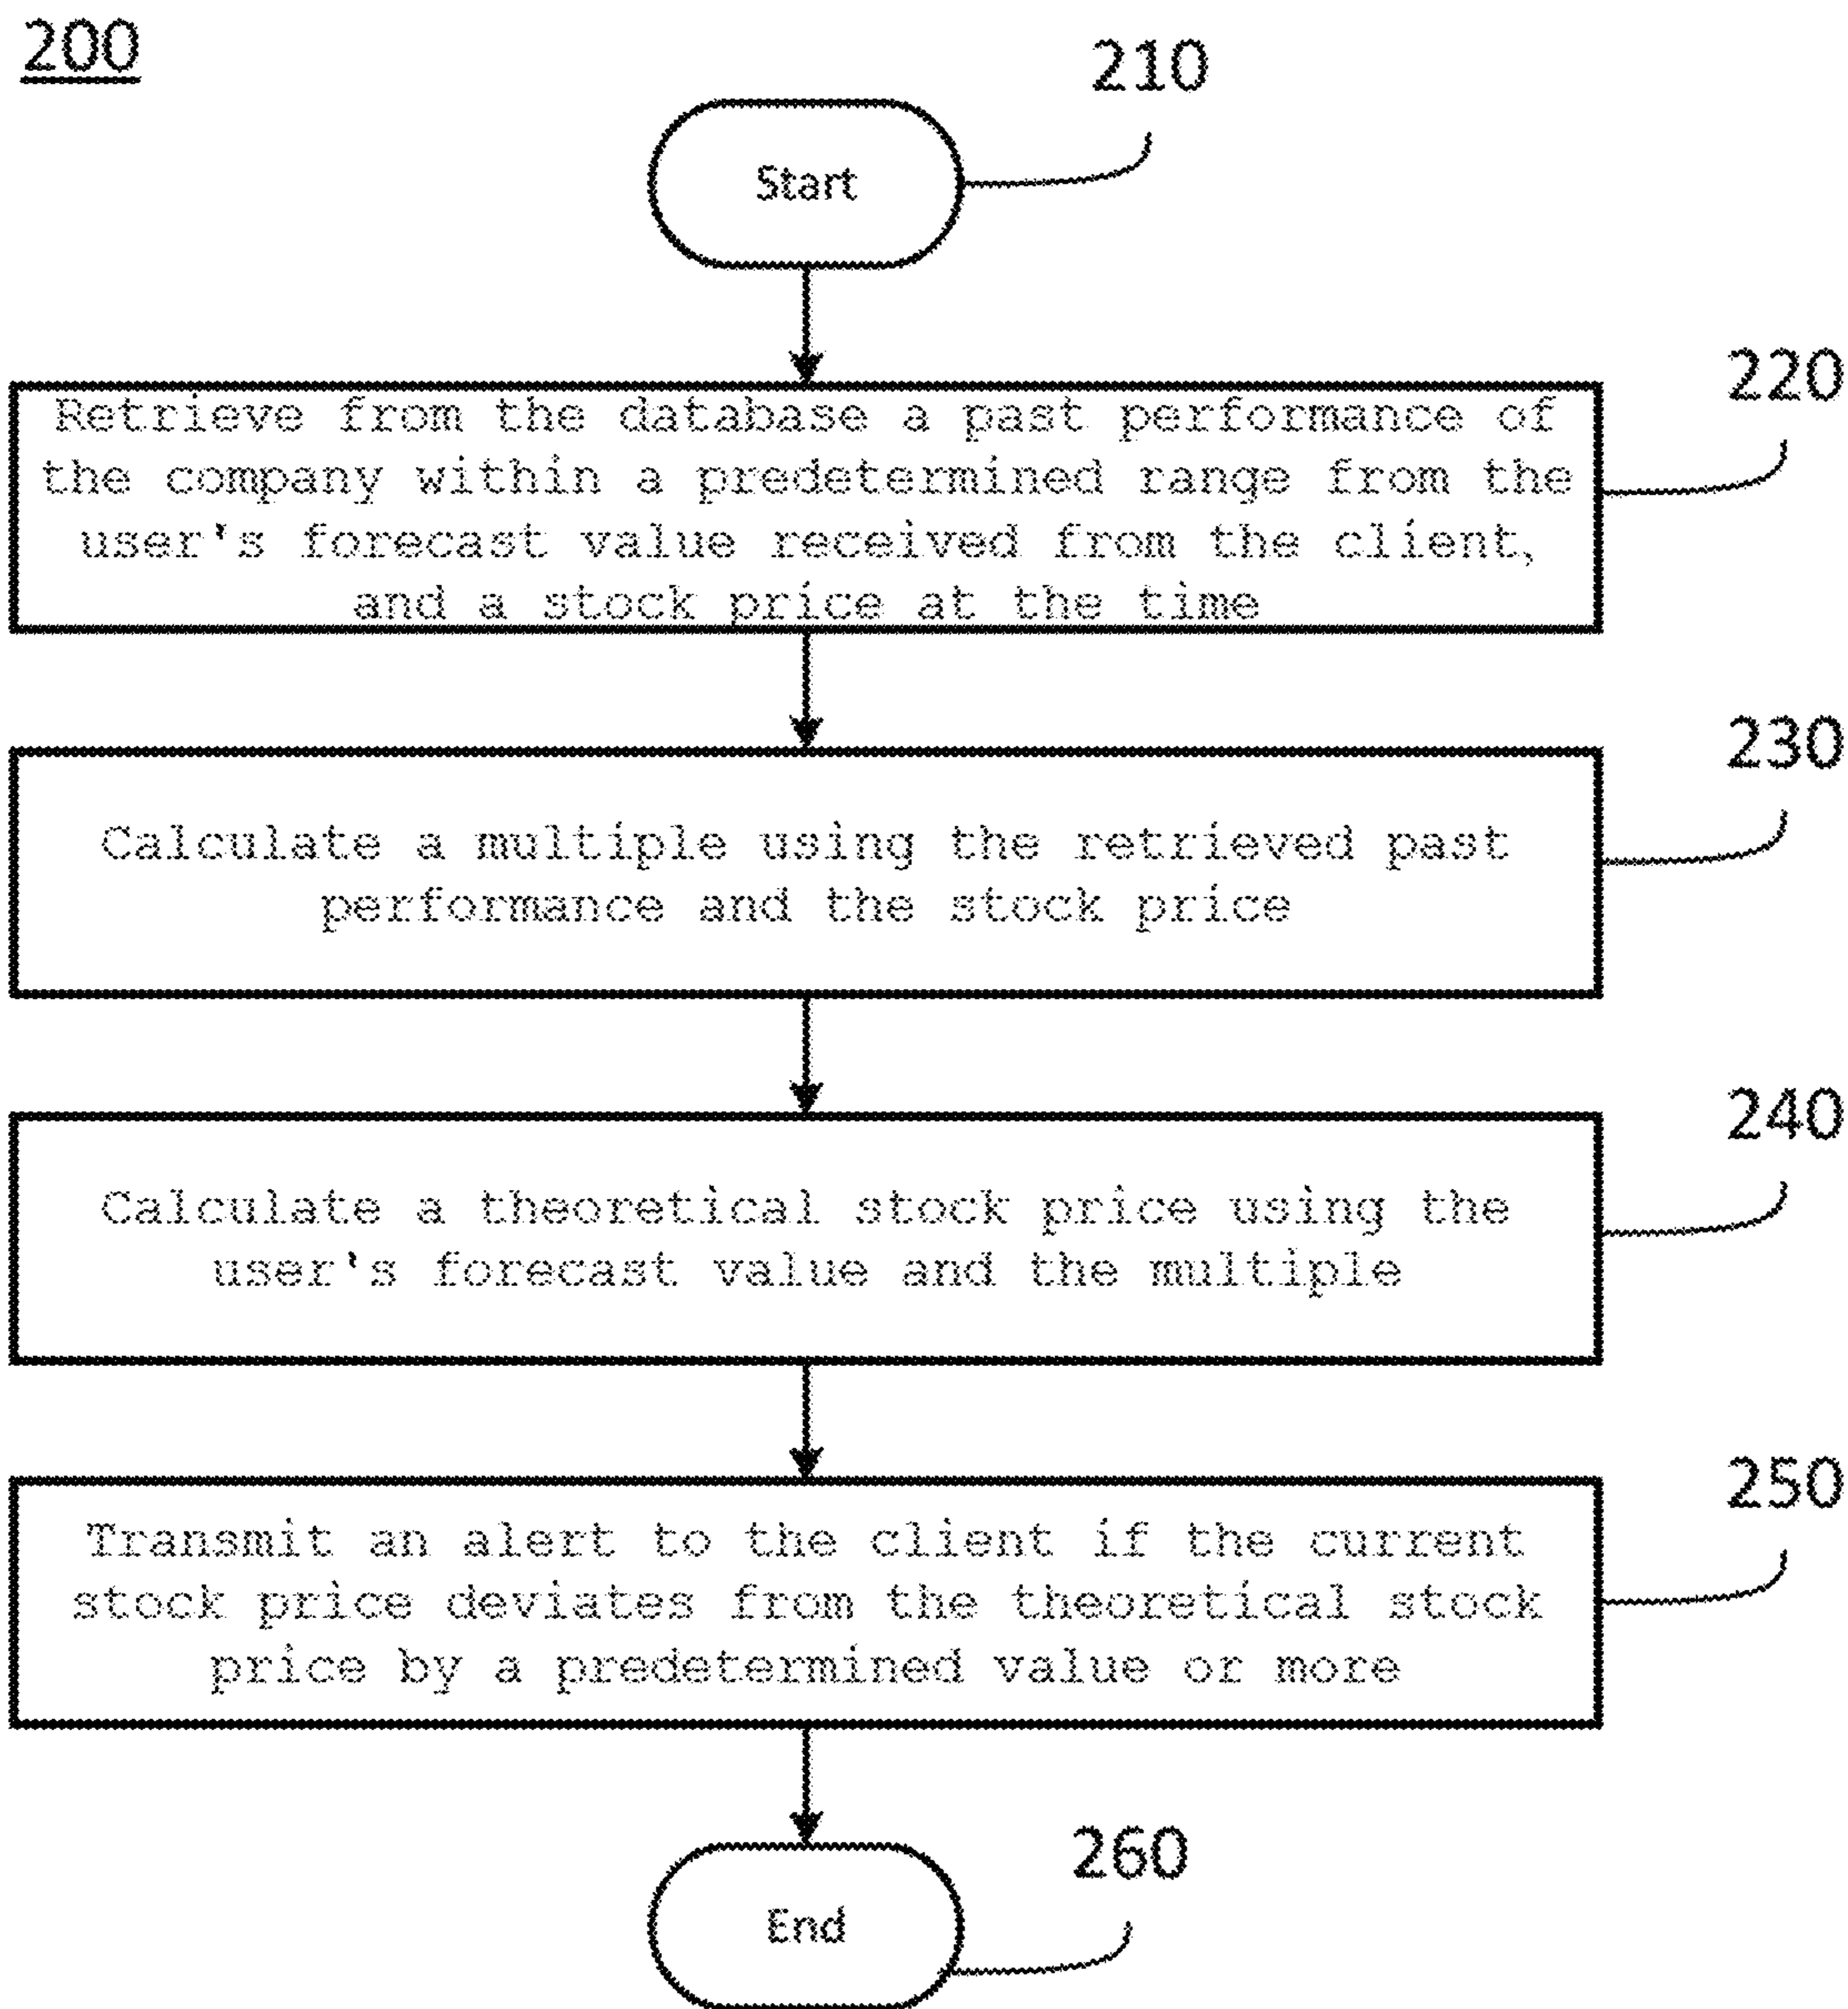 200
210
Start
220
Retrieve from the database a past performance of
the company within a predetermined range from the
user's forecast value received from the client,
and a stock price at the time
230
Calculate a multiple using the retrieved past
performance and the stock price
240
Calculate a theoretical stock price using the
user's forecast value and the multiple
250
Transmit an alert to the client if the current
stock price deviates from the theoretical stock
price by a predetermined value or more
260
End